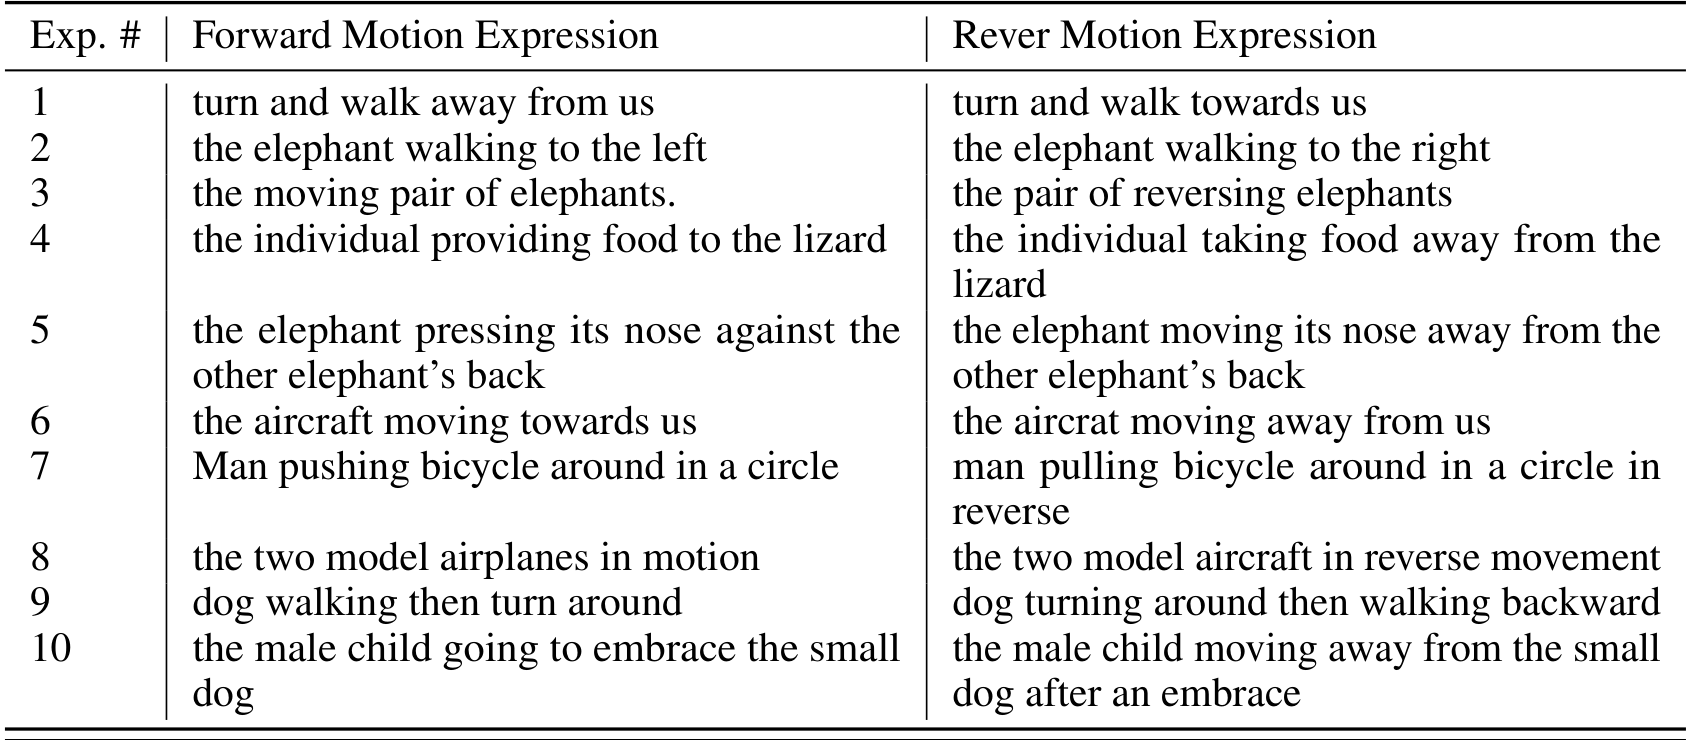 Exp. # Forward Motion Expression Rever Motion Expression
1 turn and walk away from us turn and walk towards us
2 the elephant walking to the left the elephant walking to the right
3 the moving pair of elephants. the pair of reversing elephants
4 the individual providing food to the lizard the individual taking food away from the
lizard
5 the elephant pressing its nose against the the elephant moving its nose away from the
other elephant’s back other elephant’s back
6 the aircraft moving towards us the aircrat moving away from us
7 Man pushing bicycle around in a circle man pulling bicycle around in a circle in
reverse
8 the two model airplanes in motion the two model aircraft in reverse movement
9 dog walking then turn around dog turning around then walking backward
10 the male child going to embrace the small the male child moving away from the small
dog dog after an embrace